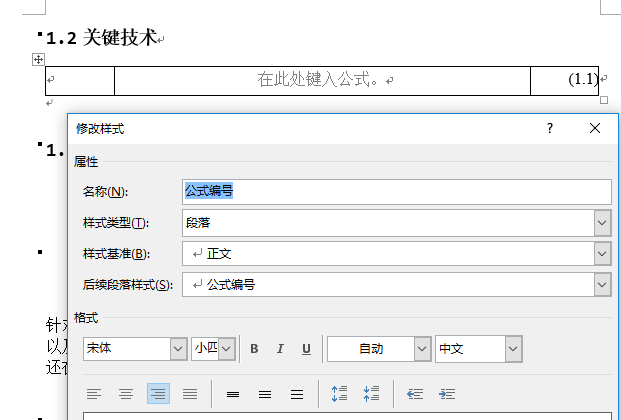 1.2 关键技术
在此处键入公式。
(1.1)
修改样式
?
1.
属性
名称(N):
公式编号
样式类型(T):
段落
样式基准(B):
正文
后续段落样式(S):
公式编号
格式
针对
以及
还在
宋体
小四
B I U
自动
中文